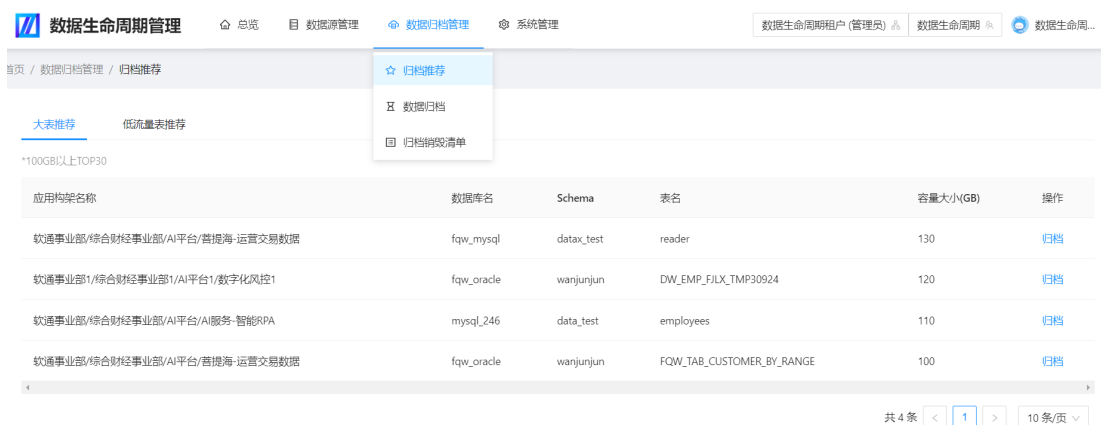 数据生命周期管理 总览 数据源管理 数据归档管理 系统管理 数据生命周期租户 (管理员) 数据生命周期 数据生命周...
首页 / 数据归档管理 / 归档推荐
归档推荐
数据归档
归档销毁清单
大表推荐 低流量表推荐
*100GB以上TOP30
应用构架名称 数据库名 Schema 表名 容量大小(GB) 操作
软通事业部/综合财经事业部/AI平台/菩提海-运营交易数据 fqw_mysql datax_test reader 130 归档
软通事业部1/综合财经事业部1/AI平台1/数字化风控1 fqw_oracle wanjunjun DW_EMP_FJLX_TMP30924 120 归档
软通事业部/综合财经事业部/AI平台/AI服务-智能RPA mysql_246 data_test employees 110 归档
软通事业部/综合财经事业部/AI平台/菩提海-运营交易数据 fqw_oracle wanjunjun FQW_TAB_CUSTOMER_BY_RANGE 100 归档
共 4 条 < 1 > 10 条/页